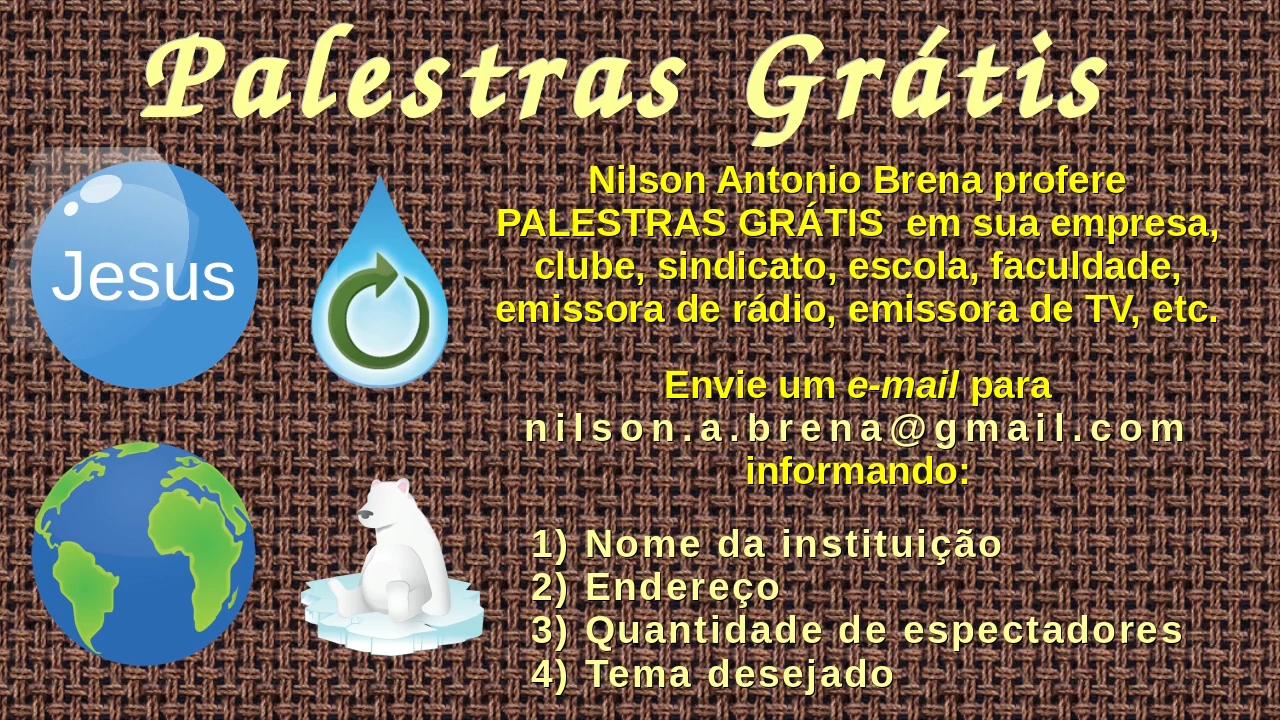 Palestras Grátis
Jesus
Nilson Antonio Brena profere
PALESTRAS GRÁTIS em sua empresa,
clube, sindicato, escola, faculdade,
emissora de rádio, emissora de TV, etc.
Envie um e-mail para
nilson.a.brena@gmail.com
informando:
1) Nome da instituição
2) Endereço
3) Quantidade de espectadores
4) Tema desejado